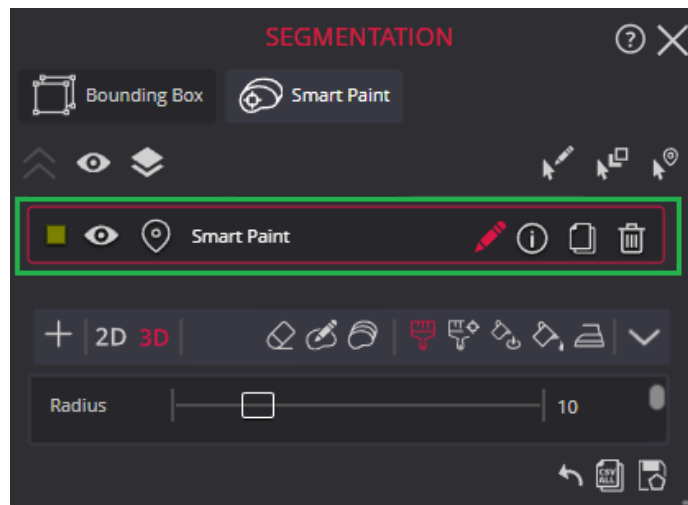 SEGMENTATION
Bounding Box Smart Paint
Smart Paint
2D 3D
Radius 10
CSV
ALL